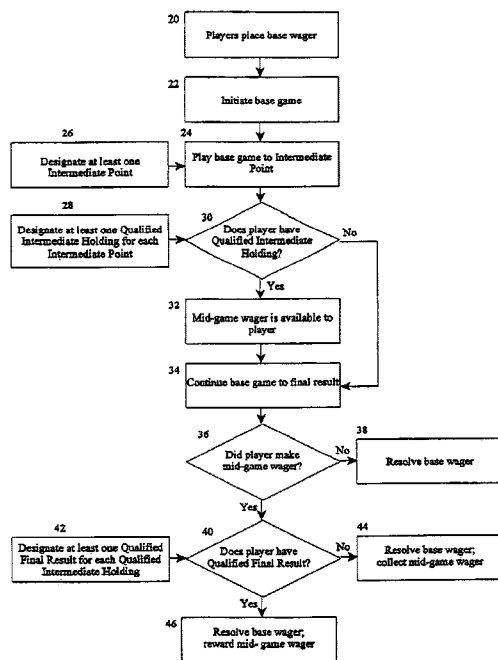 20
Players place base wager
22
Initiate base game
26
Designate at least one
Intermediate Point
24
Play base game to Intermediate
Point
28
Designate at least one Qualified
Intermediate Holding for each
Intermediate Point
30
Does player have
Qualified Intermediate
Holding?
No
Yes
32
Mid-game wager is available to
player
34
Continue base game to final result
36
Did player make
mid-game wager?
No
38
Resolve base wager
Yes
42
Designate at least one Qualified
Final Result for each Qualified
Intermediate Holding
40
Does player have
Qualified Final Result?
No
44
Resolve base wager;
collect mid-game wager
Yes
46
Resolve base wager;
reward mid- game wager